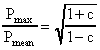 P_max / P_mean = √((1+c) / (1−c))